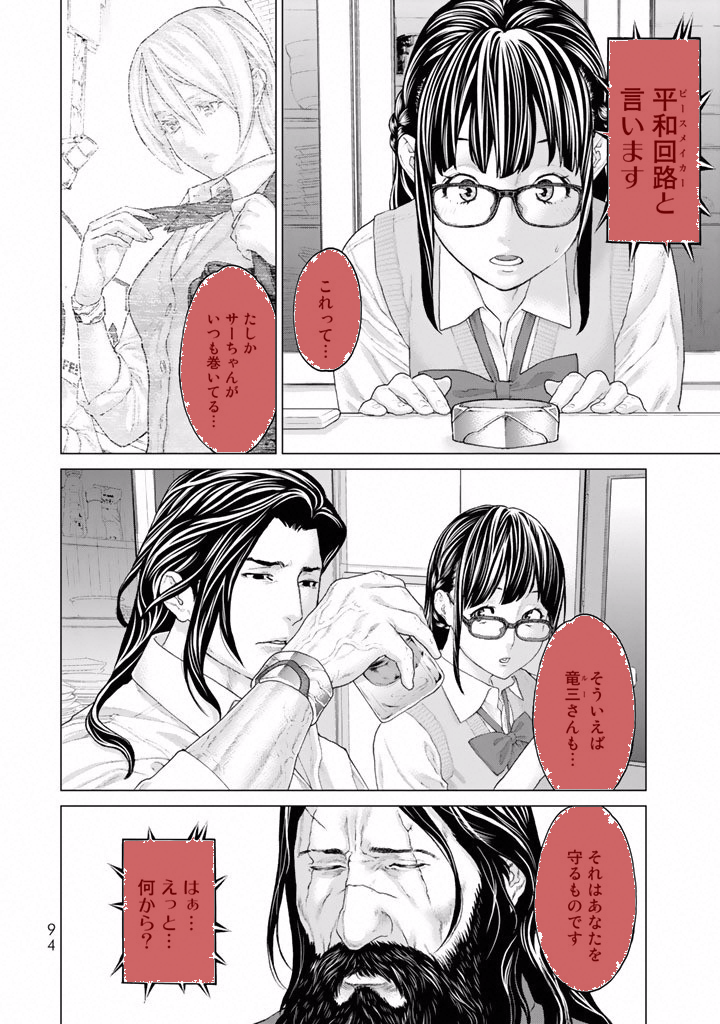 平和回路と
ピースメイカー
言います
これって…
たしか
サーちゃんが
いつも巻いてる…
そういえば
竜三さんも…
ルー
それはあなたを
守るものです
はぁ…
えっと…
何から？
94